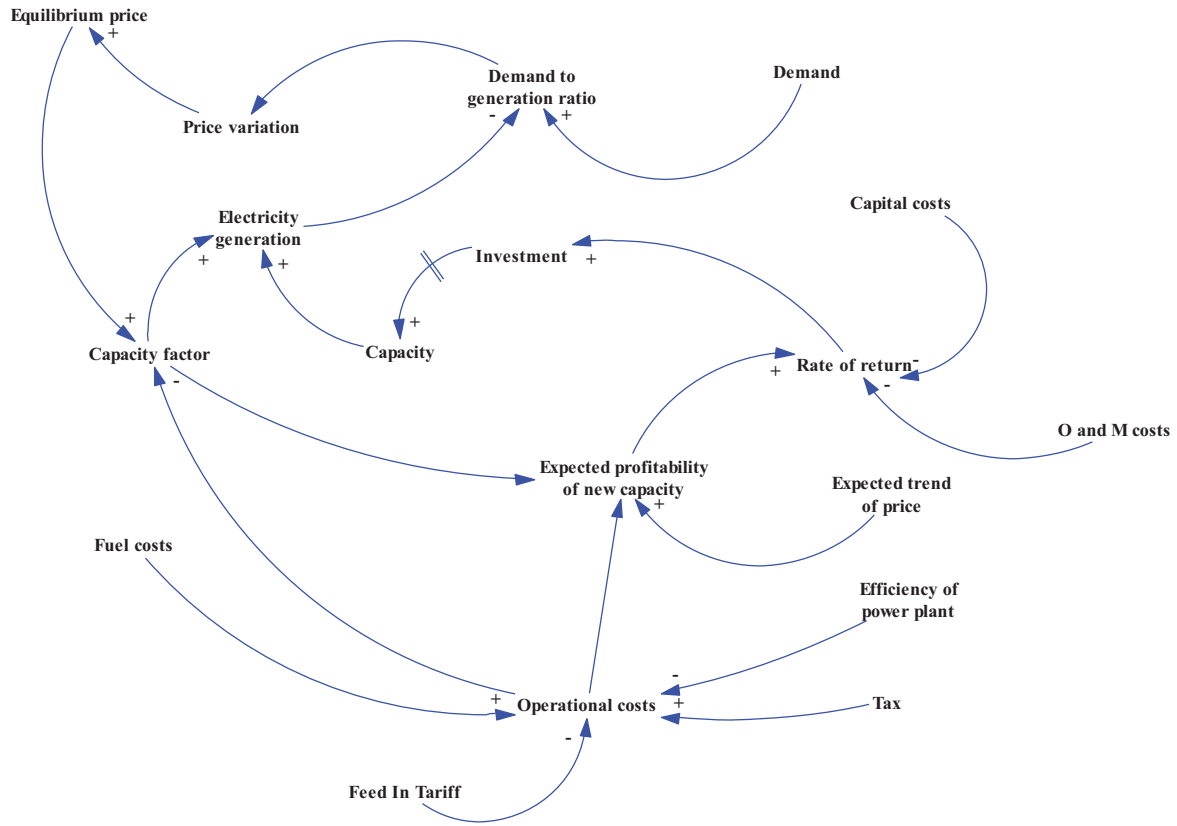 Equilibrium price
+
Demand to
generation ratio
Demand
-
+
Price variation
Capital costs
Electricity
generation
+
+
Investment
+
+
+
Capacity factor
-
Capacity
Rate of return
-
-
+
O and M costs
Expected profitability
of new capacity
+
Expected trend
of price
Fuel costs
Efficiency of
power plant
-
+
Operational costs
+
Tax
-
Feed In Tariff